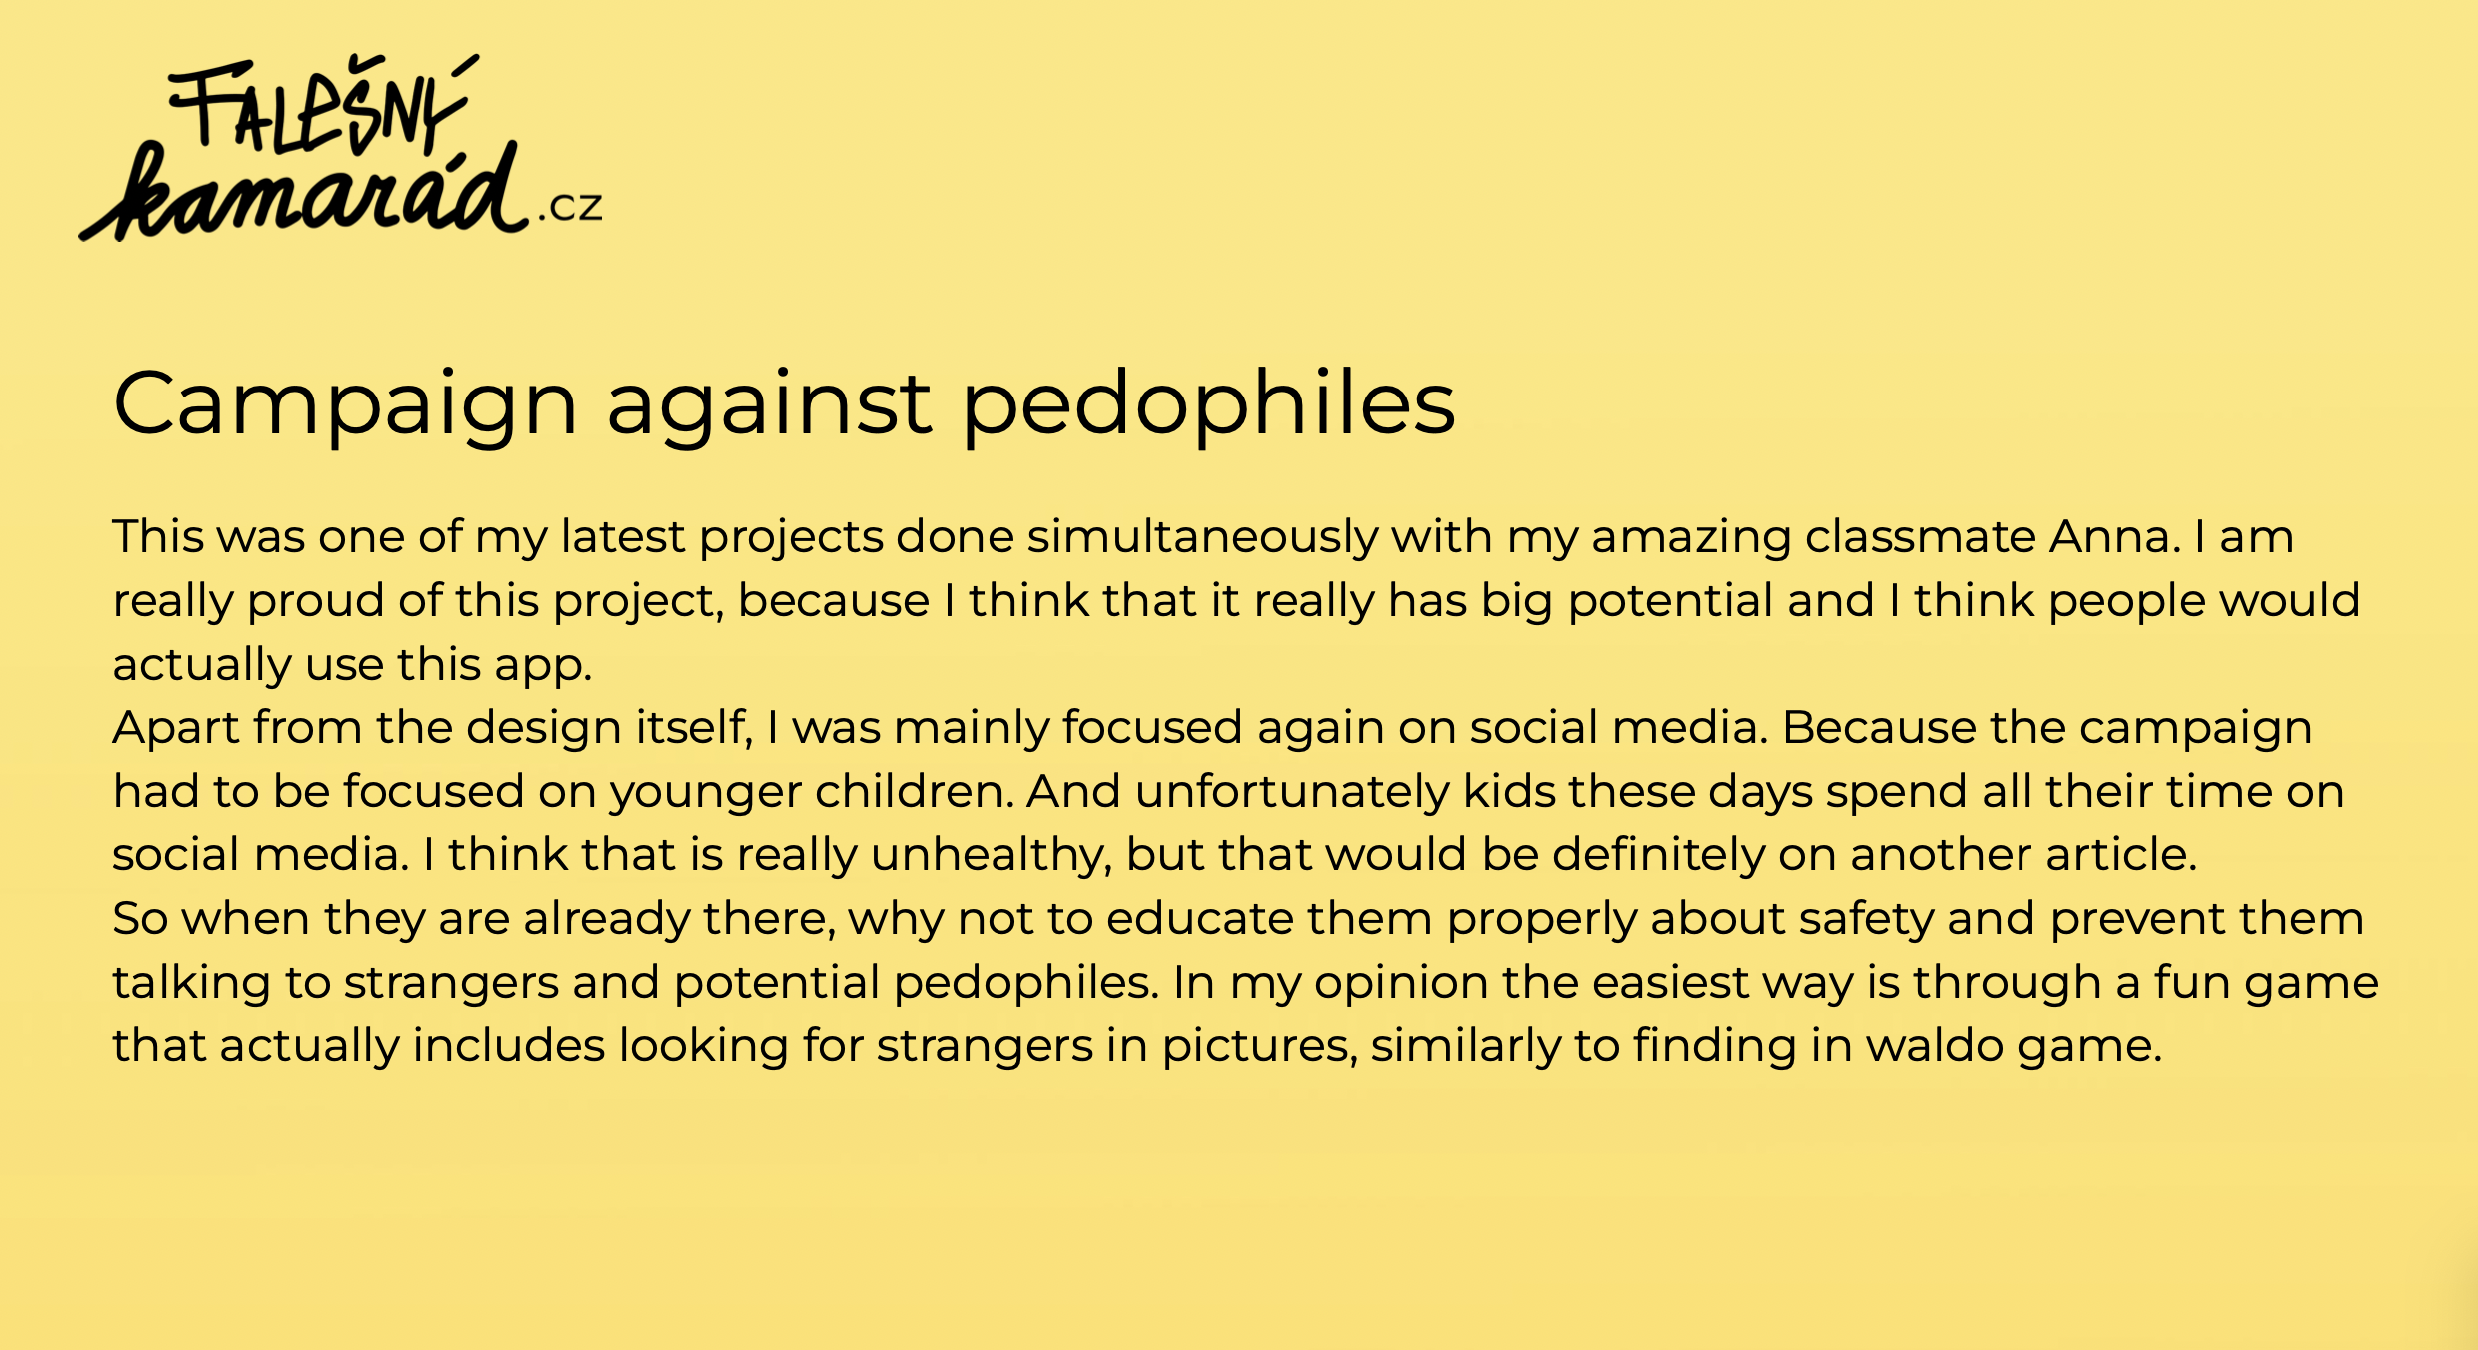 FALEŠNÝ
kamarád.cz
Campaign against pedophiles
This was one of my latest projects done simultaneously with my amazing classmate Anna. I am
really proud of this project, because I think that it really has big potential and I think people would
actually use this app.
Apart from the design itself, I was mainly focused again on social media. Because the campaign
had to be focused on younger children. And unfortunately kids these days spend all their time on
social media. I think that is really unhealthy, but that would be definitely on another article.
So when they are already there, why not to educate them properly about safety and prevent them
talking to strangers and potential pedophiles. In my opinion the easiest way is through a fun game
that actually includes looking for strangers in pictures, similarly to finding in waldo game.